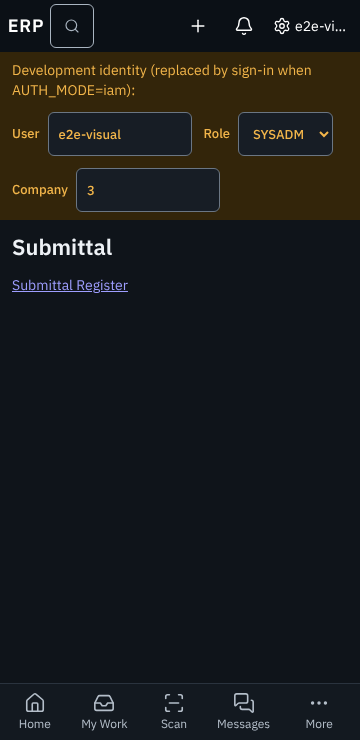 ERP
e2e-vi...
Development identity (replaced by sign-in when
AUTH_MODE=iam):
User e2e-visual Role SYSADM
Company 3
Submittal
Submittal Register
Home My Work Scan Messages More